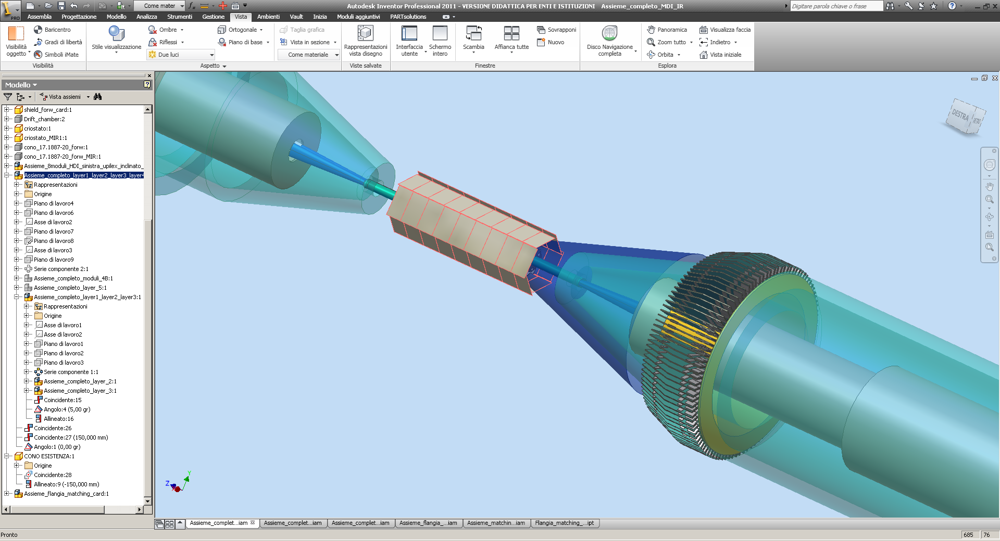 Come mater
Autodesk Inventor Professional 2011 - VERSIONE DIDATTICA PER ENTI E ISTITUZIONI Assieme_completo_MDI_IR
Digitare parola chiave o frase
PRO
Assembla Progettazione Modello Analizza Strumenti Gestione Vista Ambienti Vault Inizia Moduli aggiuntivi PARTsolutions
Visibilità oggetto
Baricentro
Gradi di libertà
Simboli iMate
Visibilità
Stile visualizzazione
Ombre
Riflessi
Due luci
Ortogonale
Piano di base
Taglia grafica
Vista in sezione
Come materiale
Aspetto
Rappresentazioni vista disegno
Viste salvate
Interfaccia utente
Schermo intero
Scambia
Affianca tutte
Sovrapponi
Nuovo
Finestre
Disco Navigazione completa
Panoramica
Zoom tutto
Orbita
Visualizza faccia
Indietro
Vista iniziale
Esplora
Modello
Vista assiemi
shield_forw_card:1
Drift_chamber:2
criostato:1
criostato_MIR1:1
cono_17.1887-20_forw:1
cono_17.1887-20_forw_MIR:1
Assieme_8moduli_HDI_sinistra_upilex_inclinato_
Assieme_completo_layer1_layer2_layer3_layer4
Rappresentazioni
Origine
Piano di lavoro4
Piano di lavoro6
Asse di lavoro2
Piano di lavoro7
Piano di lavoro8
Asse di lavoro3
Piano di lavoro9
Serie componente 2:1
Assieme_completo_moduli_4B:1
Assieme_completo_layer_5:1
Assieme_completo_layer1_layer2_layer3:1
Rappresentazioni
Origine
Asse di lavoro1
Asse di lavoro2
Piano di lavoro1
Piano di lavoro2
Piano di lavoro3
Serie componente 1:1
Assieme_completo_layer_2:1
Assieme_completo_layer_3:1
Coincidente:15
Angolo:4 (5,00 gr)
Allineato:16
Coincidente:26
Coincidente:27 (150,000 mm)
Angolo:1 (0,00 gr)
CONO ESISTENZA:1
Origine
Coincidente:28
Allineato:9 (-150,000 mm)
Assieme_flangia_matching_card:1
DESTRA
RETRO
Y
Z
Assieme_complet...iam Assieme_complet...iam Assieme_complet...iam Assieme_flangia_...iam Assieme_matchin...iam Flangia_matching_...ipt
Pronto
685 76